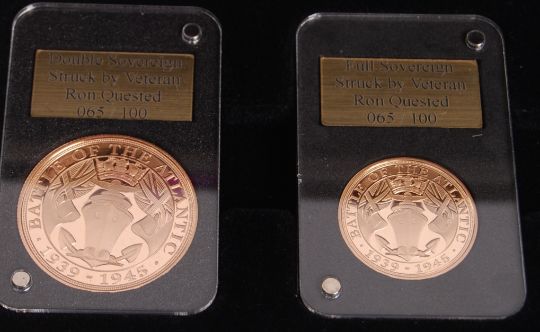 Double Sovereign
Struck by Veteran
Ron Quested
065 / 100
BATTLE OF THE ATLANTIC
· 1939 - 1945 ·
Full Sovereign
Struck by Veteran
Ron Quested
065 / 100
BATTLE OF THE ATLANTIC
· 1939 - 1945 ·